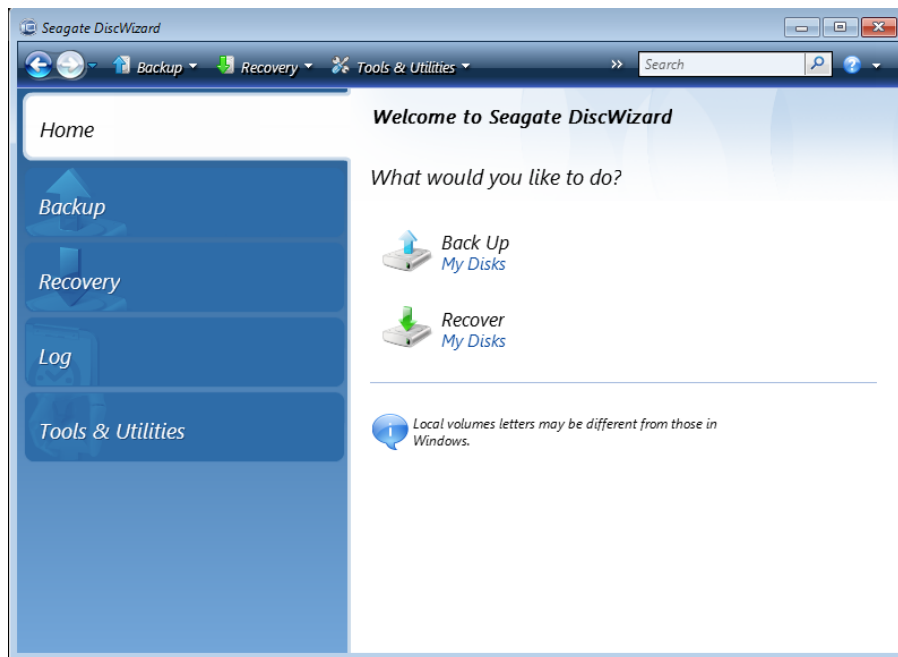 Seagate DiscWizard
Backup Recovery Tools & Utilities » Search ?
Home
Backup
Recovery
Log
Tools & Utilities
Welcome to Seagate DiscWizard
What would you like to do?
Back Up
My Disks
Recover
My Disks
i
Local volumes letters may be different from those in
Windows.